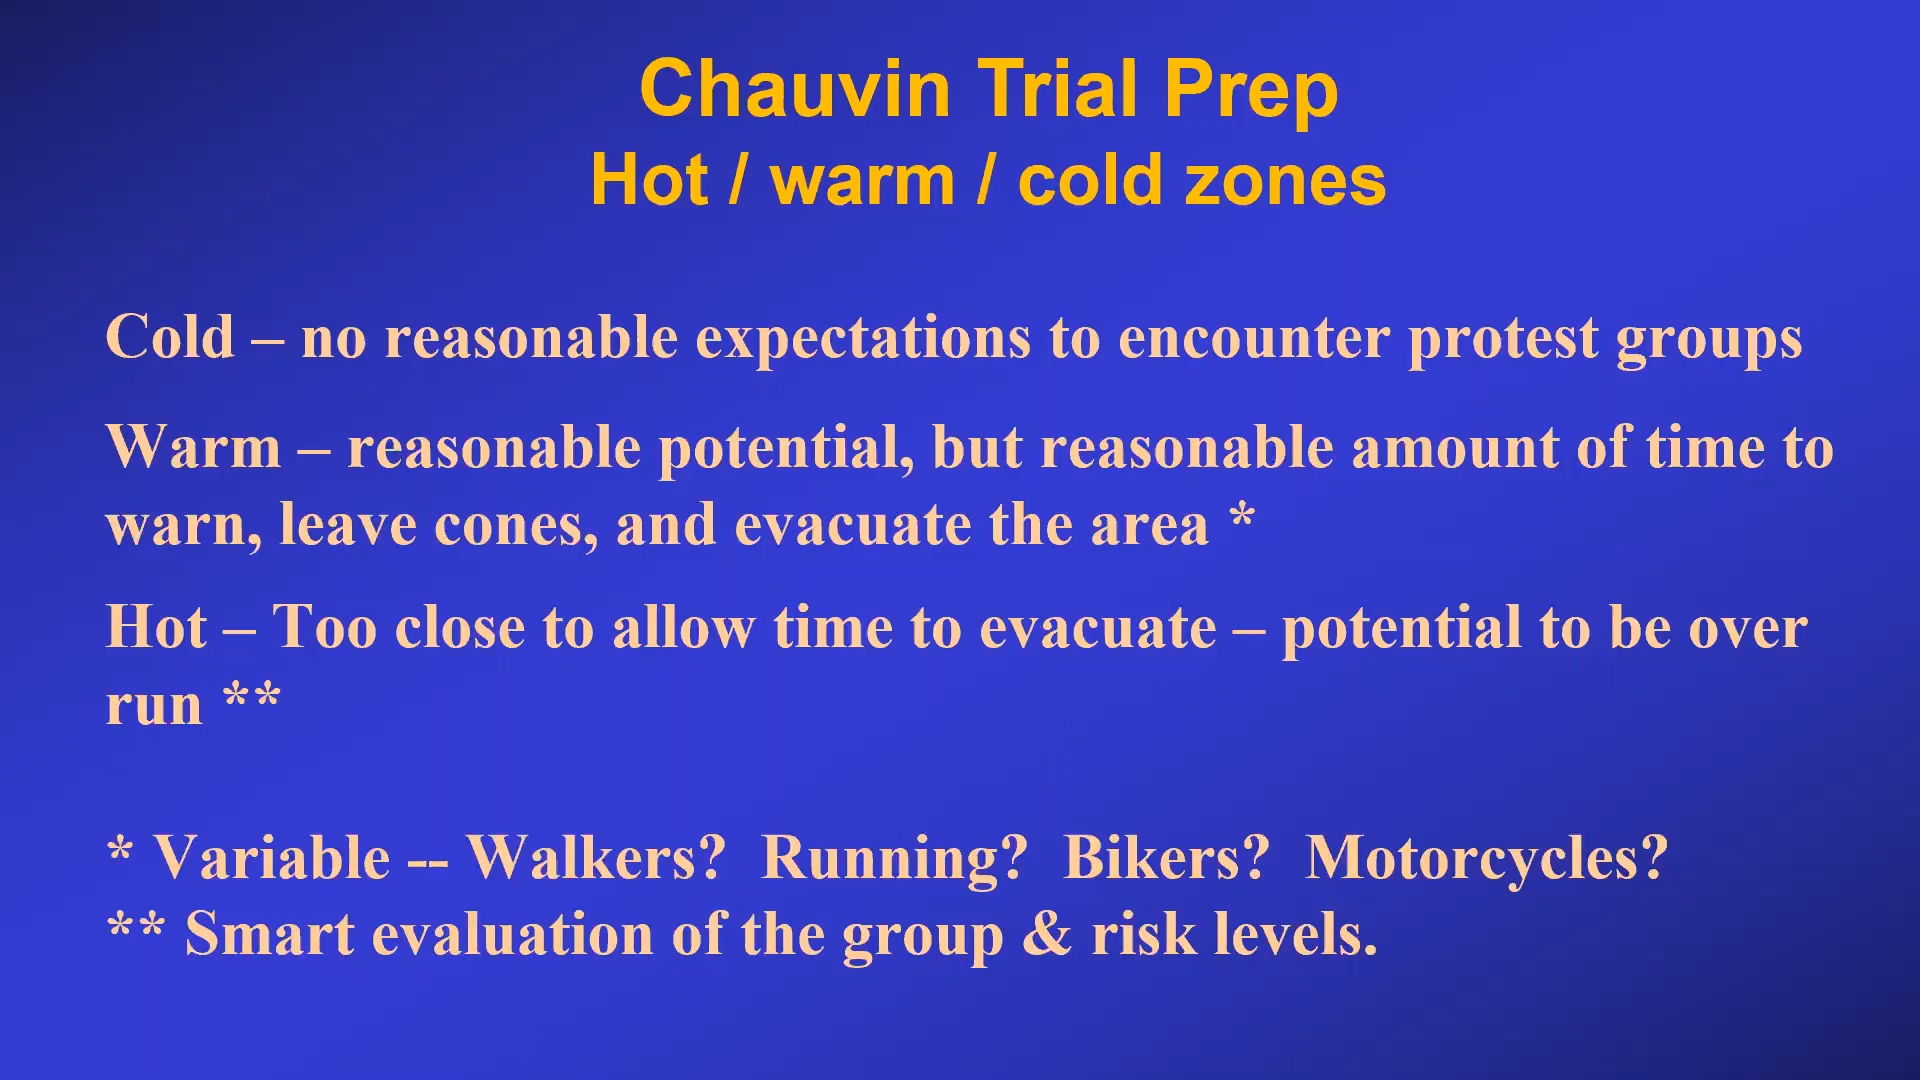 Chauvin Trial Prep
Hot / warm / cold zones
Cold – no reasonable expectations to encounter protest groups
Warm – reasonable potential, but reasonable amount of time to
warn, leave cones, and evacuate the area *
Hot – Too close to allow time to evacuate – potential to be over
run **
* Variable -- Walkers?  Running?  Bikers?  Motorcycles?
** Smart evaluation of the group & risk levels.